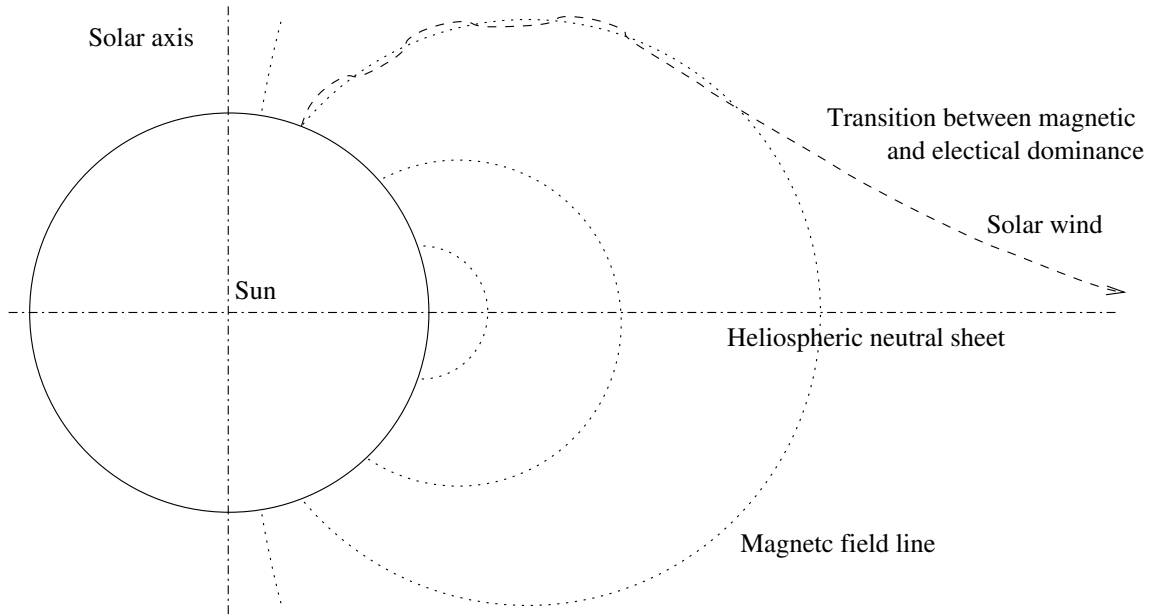 Solar axis
Transition between magnetic
and electical dominance
Solar wind
Sun
Heliospheric neutral sheet
Magnetc field line